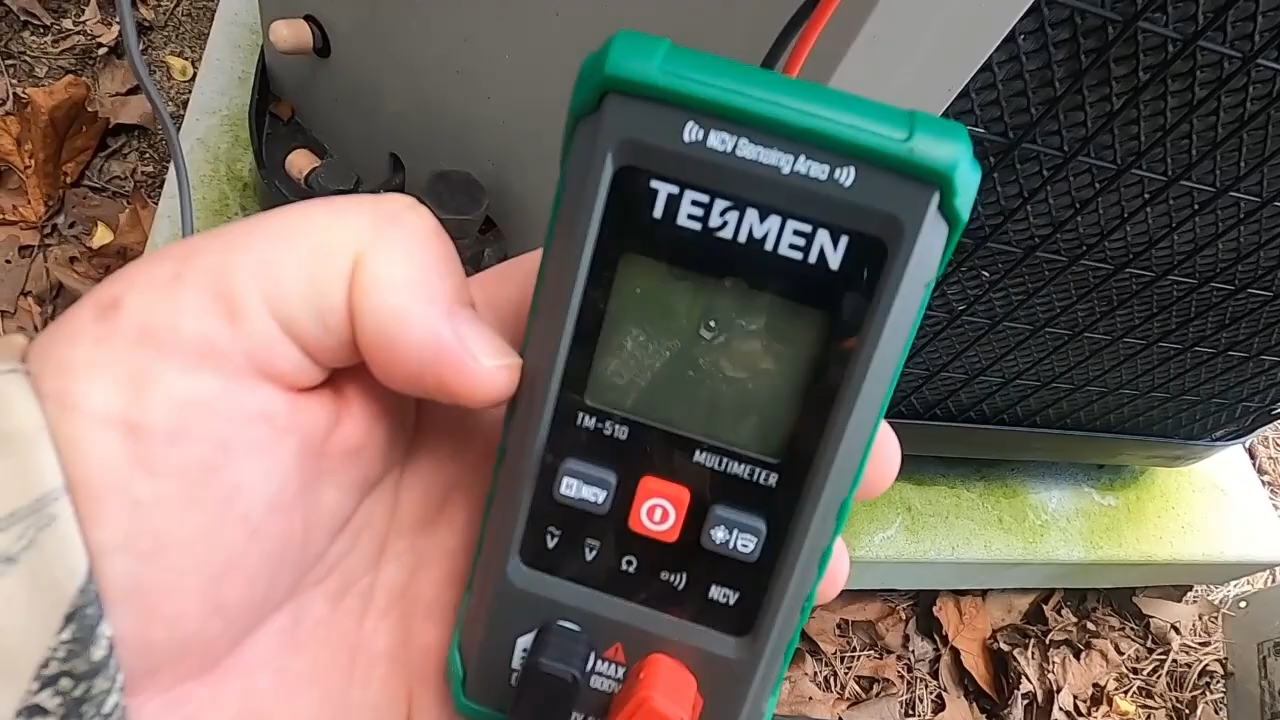 NCV Sensing Area
TESMEN
TM-510
MULTIMETER
H NCV
Ṽ V Ω NCV
MAX
600V